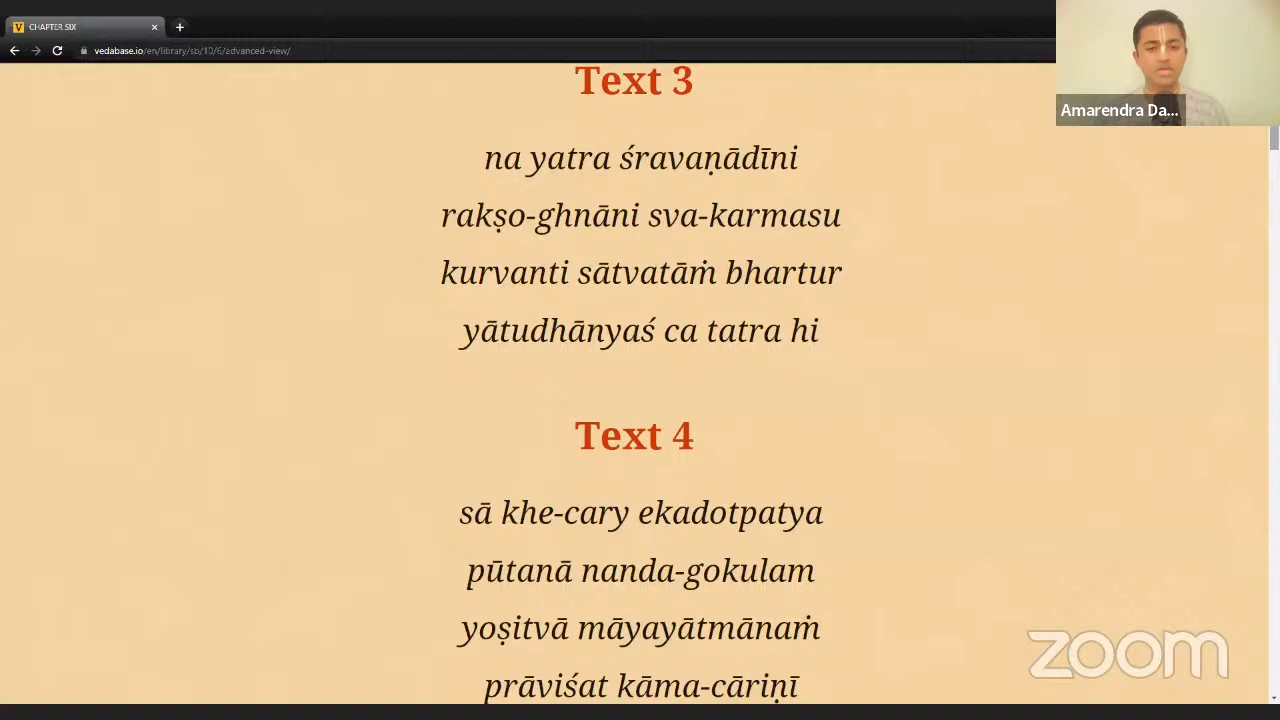 CHAPTER SIX
vedabase.io/en/library/sb/10/6/advanced-view/
Amarendra Da...
Text 3
na yatra śravaṇādīni
rakṣo-ghnāni sva-karmasu
kurvanti sātvatāṁ bhartur
yātudhānyaś ca tatra hi
Text 4
sā khe-cary ekadotpatya
pūtanā nanda-gokulam
yoṣitvā māyayātmānaṁ
prāviśat kāma-cāriṇī
zoom